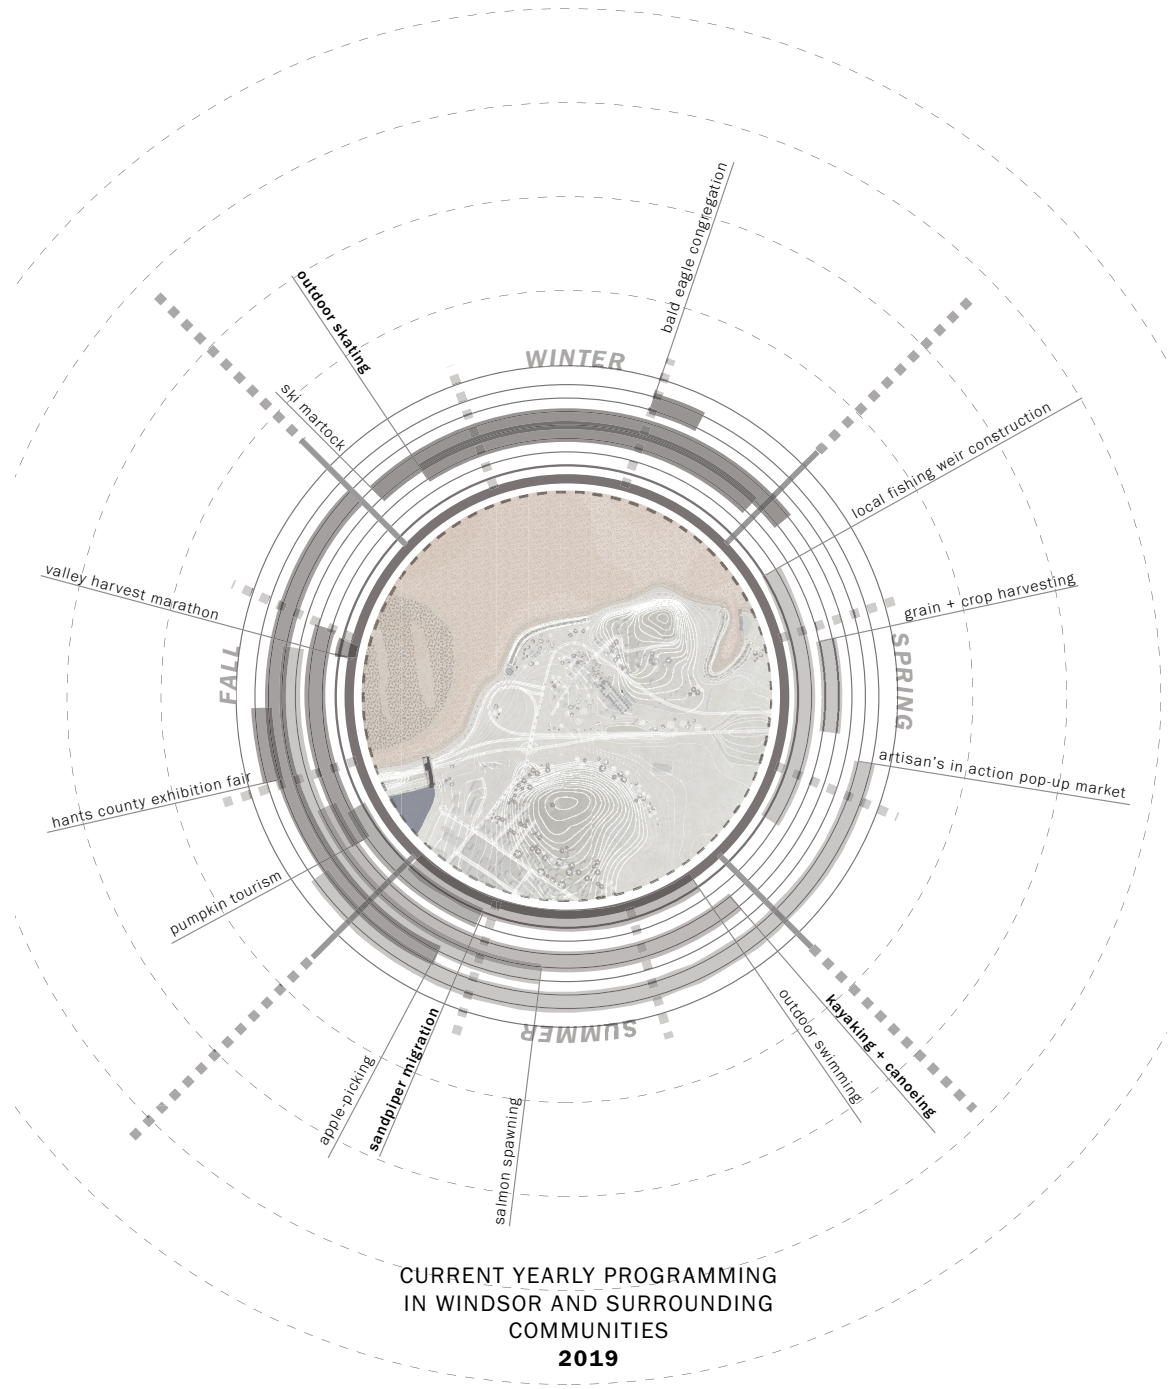 bald eagle congregation
outdoor skating
WINTER
ski martock
local fishing weir construction
valley harvest marathon
grain + crop harvesting
FALL
SPRING
artisan's in action pop-up market
hants county exhibition fair
pumpkin tourism
SUMMER
kayaking + canoeing
outdoor swimming
apple-picking
sandpiper migration
salmon spawning
CURRENT YEARLY PROGRAMMING
IN WINDSOR AND SURROUNDING
COMMUNITIES
2019